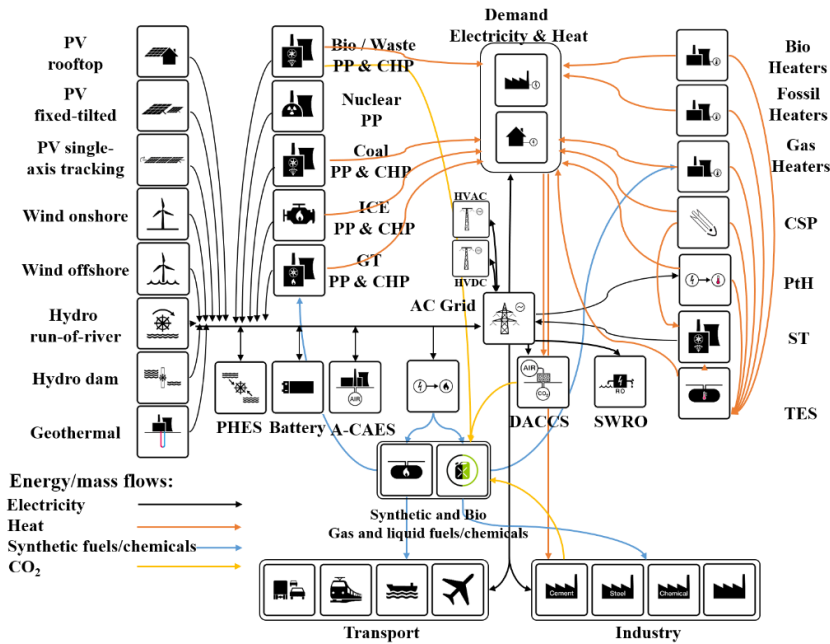 PV
rooftop
PV
fixed-tilted
PV single-
axis tracking
Wind onshore
Wind offshore
Hydro
run-of-river
Hydro dam
Geothermal
Bio / Waste
PP & CHP
Nuclear
PP
Coal
PP & CHP
ICE
PP & CHP
GT
PP & CHP
Demand
Electricity & Heat
HVAC
HVDC
AC Grid
Bio
Heaters
Fossil
Heaters
Gas
Heaters
CSP
PtH
ST
TES
PHES
Battery
AIR
A-CAES
AIR
CO2
DACCS
RO
SWRO
Synthetic and Bio
Gas and liquid fuels/chemicals
Energy/mass flows:
Electricity
Heat
Synthetic fuels/chemicals
CO2
Transport
Cement
Steel
Chemical
Industry